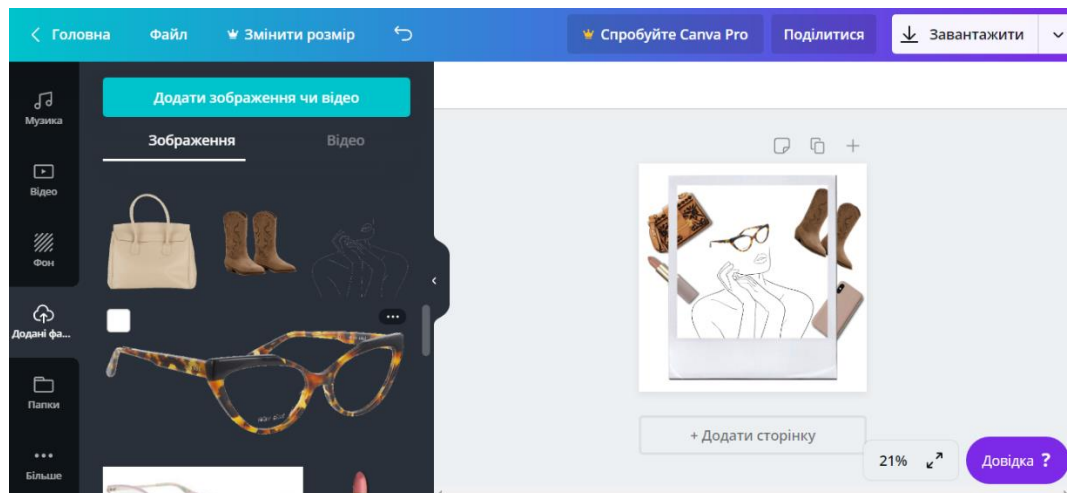 Головна
Файл
Змінити розмір
Спробуйте Canva Pro
Поділитися
Завантажити
Музика
Відео
Фон
Додані фа...
Папки
Більше
Додати зображення чи відео
Зображення
Відео
+ Додати сторінку
21%
Довідка ?